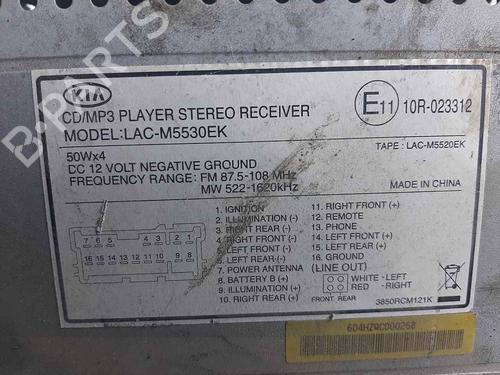 B-PARTS
KIA
CD/MP3 PLAYER STEREO RECEIVER
MODEL:LAC-M5530EK
E11 10R-023312
50Wx4
TAPE : LAC-M5520EK
DC 12 VOLT NEGATIVE GROUND
FREQUENCY RANGE: FM 87.5-108 MHz
MW 522-1620kHz
1. IGNITION
2. ILLUMINATION (-)
3. RIGHT REAR (-)
4. RIGHT FRONT (-)
5. LEFT FRONT (-)
6. LEFT REAR(-)
7. POWER ANTENNA
8. BATTERY B (+)
9. ILLUMINATION (+)
10. RIGHT REAR (+)
11. RIGHT FRONT (+)
12. REMOTE
13. PHONE
14. LEFT FRONT (+)
15. LEFT REAR (+)
16. GROUND
(LINE OUT)
WHITE -LEFT
RED -RIGHT
FRONT REAR
7 6 5 3 4 2 1
16 15 14 13 12 11 10 9 8
MADE IN CHINA
3850RCM121K
604HZQCD00268